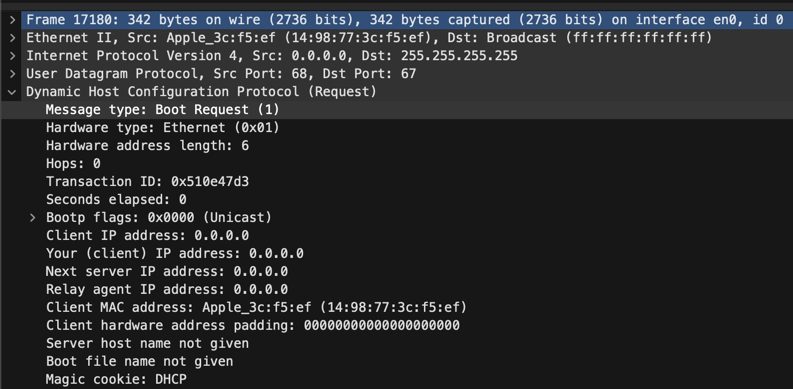 Frame 17180: 342 bytes on wire (2736 bits), 342 bytes captured (2736 bits) on interface en0, id 0
Ethernet II, Src: Apple_3c:f5:ef (14:98:77:3c:f5:ef), Dst: Broadcast (ff:ff:ff:ff:ff:ff)
Internet Protocol Version 4, Src: 0.0.0.0, Dst: 255.255.255.255
User Datagram Protocol, Src Port: 68, Dst Port: 67
Dynamic Host Configuration Protocol (Request)
Message type: Boot Request (1)
Hardware type: Ethernet (0x01)
Hardware address length: 6
Hops: 0
Transaction ID: 0x510e47d3
Seconds elapsed: 0
Bootp flags: 0x0000 (Unicast)
Client IP address: 0.0.0.0
Your (client) IP address: 0.0.0.0
Next server IP address: 0.0.0.0
Relay agent IP address: 0.0.0.0
Client MAC address: Apple_3c:f5:ef (14:98:77:3c:f5:ef)
Client hardware address padding: 00000000000000000000
Server host name not given
Boot file name not given
Magic cookie: DHCP